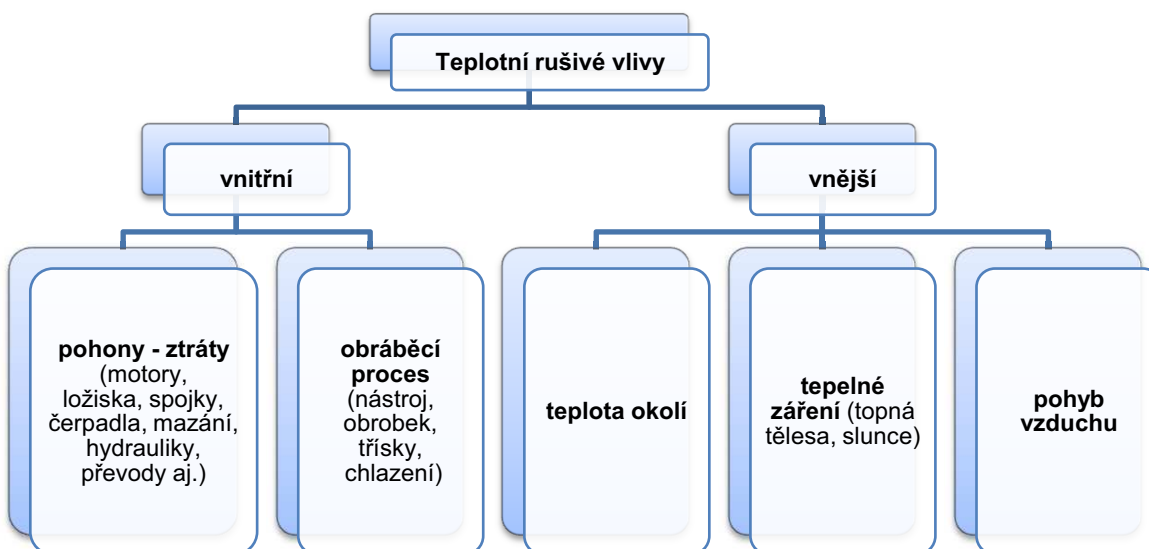 Teplotní rušivé vlivy
vnitřní
vnější
pohony - ztráty
(motory,
ložiska, spojky,
čerpadla, mazání,
hydrauliky,
převody aj.)
obráběcí
proces
(nástroj,
obrobek,
třísky,
chlazení)
teplota okolí
tepelné
záření (topná
tělesa, slunce)
pohyb
vzduchu